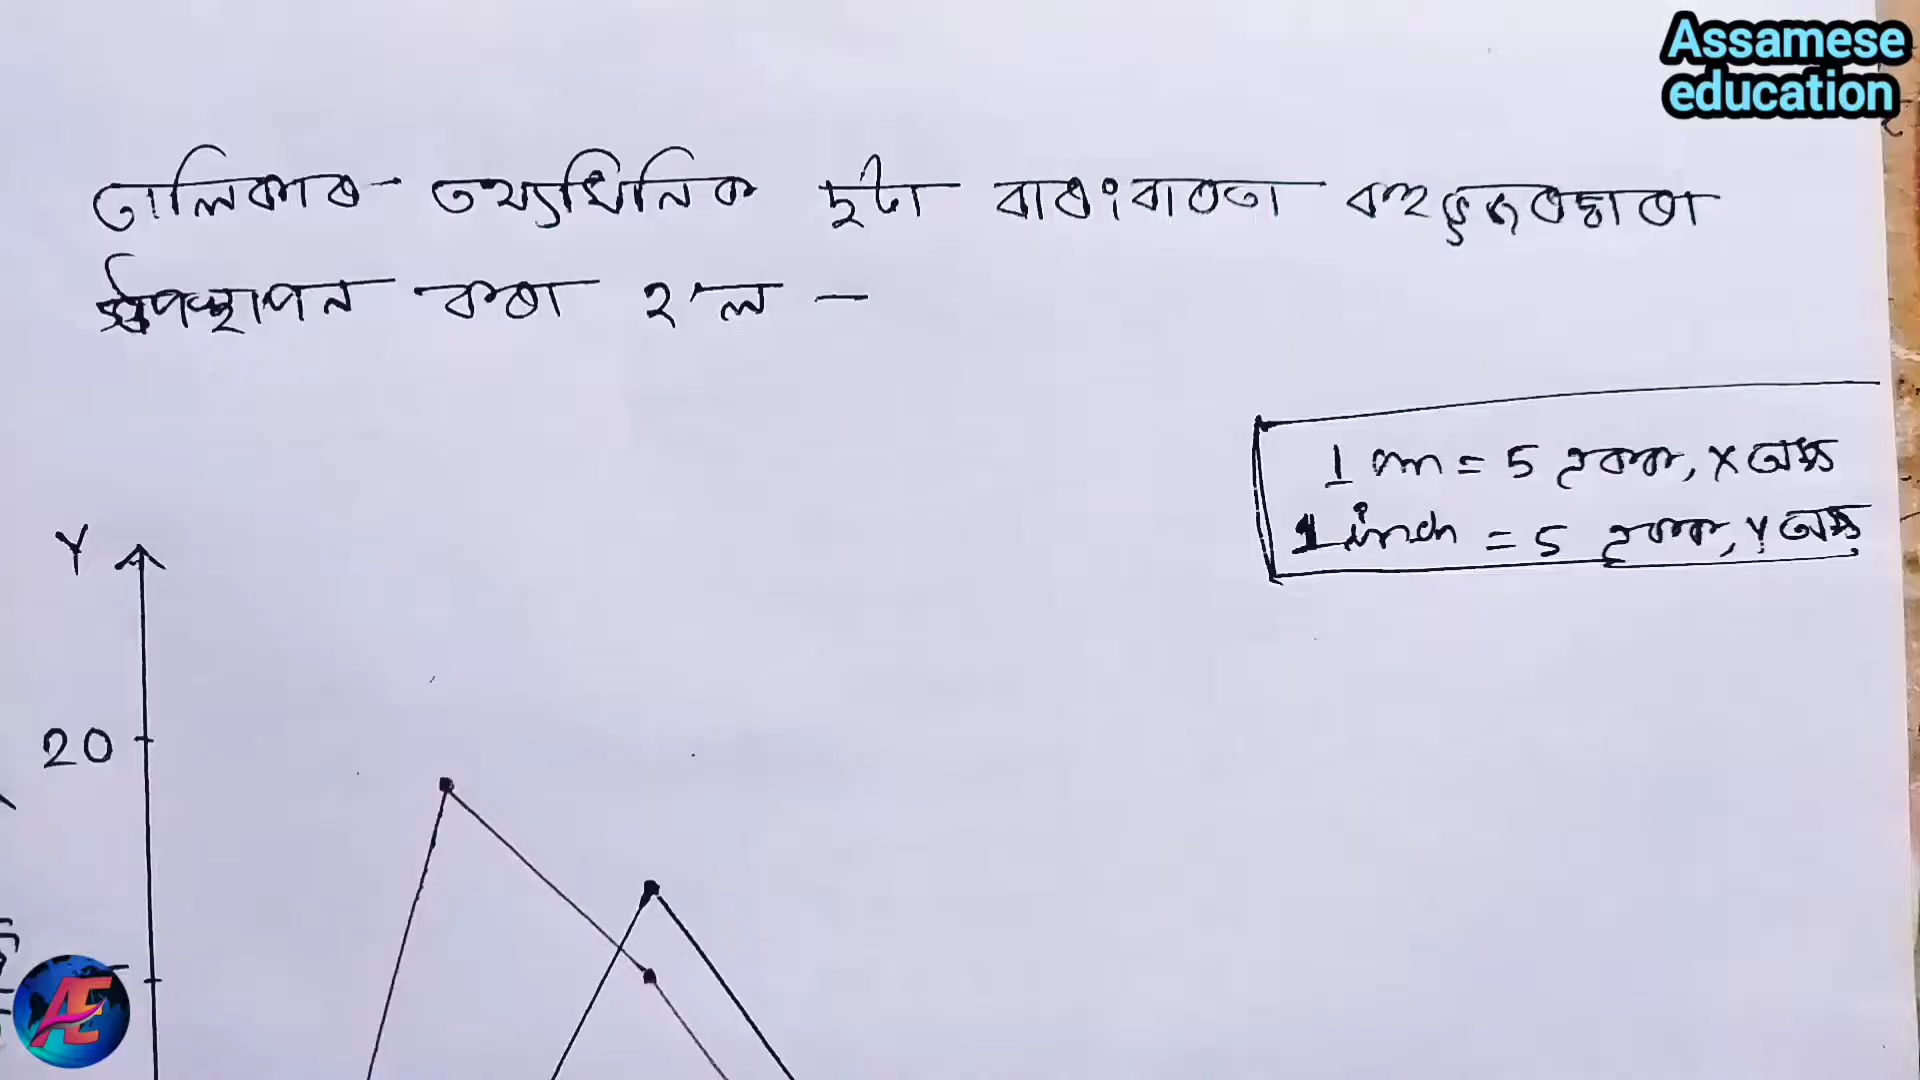 Assamese
education
তালিকাৰ তথ্যখিনিক দুটা বাৰংবাৰতা বহুভুজৰদ্বাৰা
উপস্থাপন কৰা হ'ল —
1 cm = 5 একক, X অক্ষ
1 inch = 5 একক, Y অক্ষ
Y
20
AE